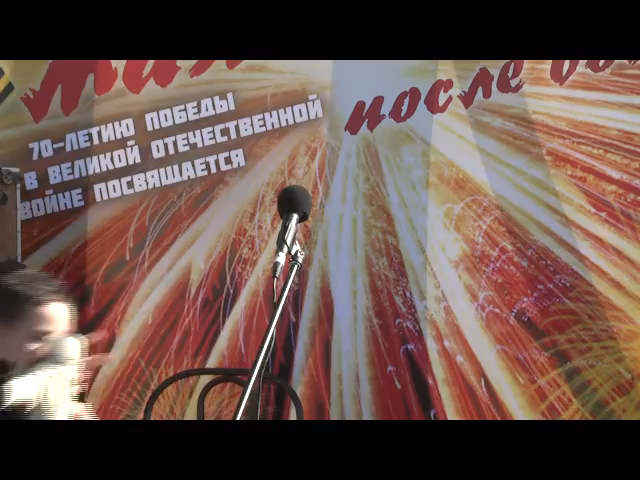 после
70-ЛЕТИЮ ПОБЕДЫ
В ВЕЛИКОЙ ОТЕЧЕСТВЕННОЙ
ВОЙНЕ ПОСВЯЩАЕТСЯ